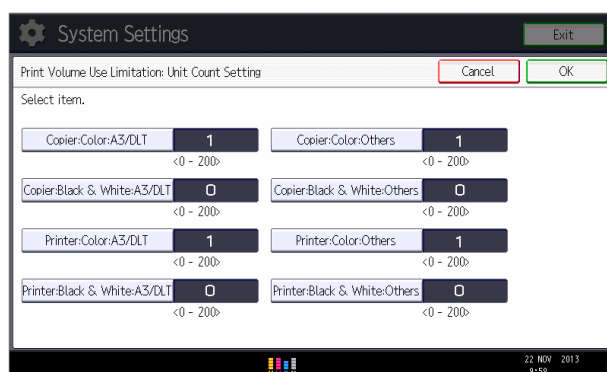 System Settings
Exit
Print Volume Use Limitation: Unit Count Setting
Cancel
OK
Select item.
Copier:Color:A3/DLT 1 Copier:Color:Others 1
<0 - 200> <0 - 200>
Copier:Black & White:A3/DLT 0 Copier:Black & White:Others 0
<0 - 200> <0 - 200>
Printer:Color:A3/DLT 1 Printer:Color:Others 1
<0 - 200> <0 - 200>
Printer:Black & White:A3/DLT 0 Printer:Black & White:Others 0
<0 - 200> <0 - 200>
22 NOV 2013
9:58